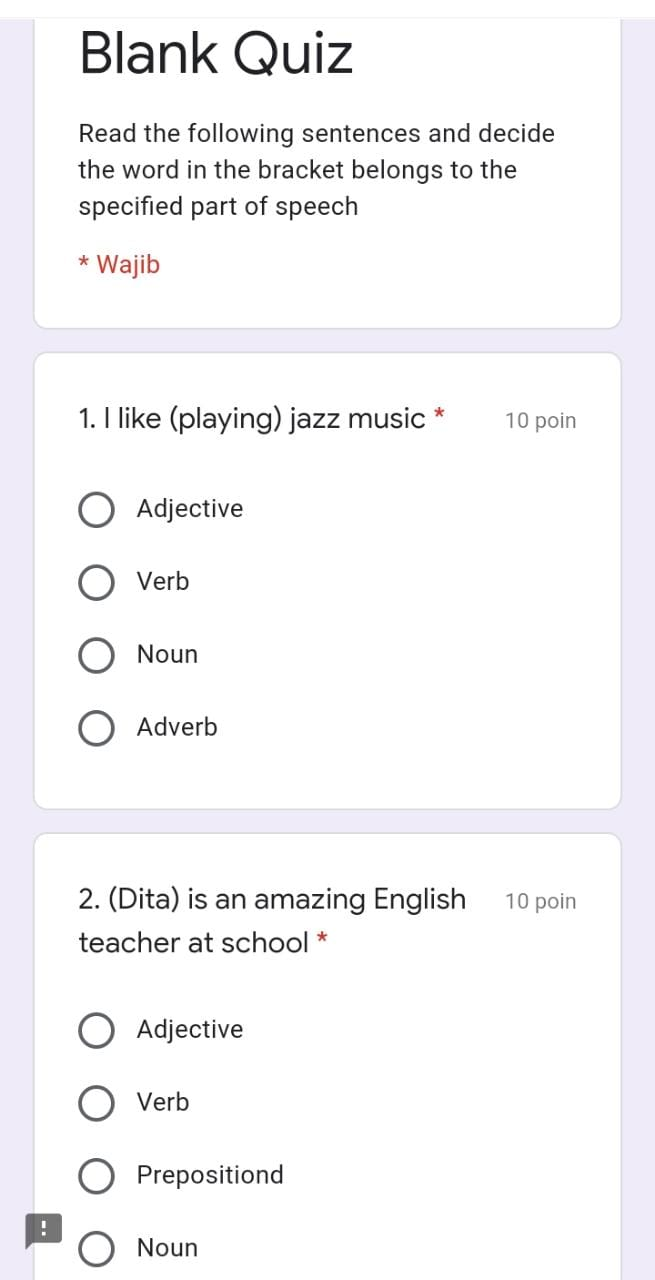 Blank Quiz
Read the following sentences and decide
the word in the bracket belongs to the
specified part of speech
* Wajib
1. I like (playing) jazz music *
10 poin
Adjective
Verb
Noun
Adverb
2. (Dita) is an amazing English
10 poin
teacher at school *
Adjective
Verb
Prepositiond
Noun